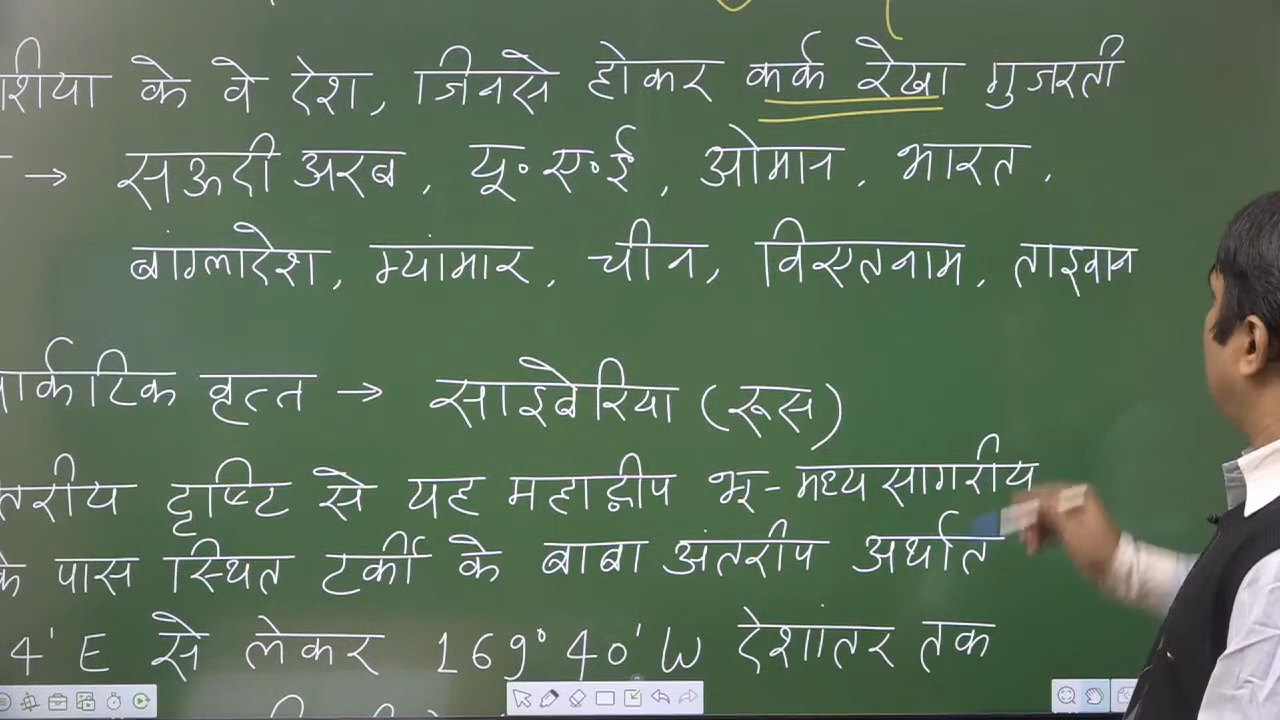 शिया के वे देश, जिनसे होकर कर्क रेखा गुजरती
→ सऊदी अरब, यू॰ए॰ई, ओमान, भारत,
बांग्लादेश, म्यांमार, चीन, वियतनाम, ताइवान
आर्कटिक वृत्त → साइबेरिया (रूस)
तरीय दृष्टि से यह महाद्वीप भू-मध्य सागरीय
के पास स्थित टर्की के बाबा अंतरीप अर्थात
4' E से लेकर 169° 40' W देशांतर तक